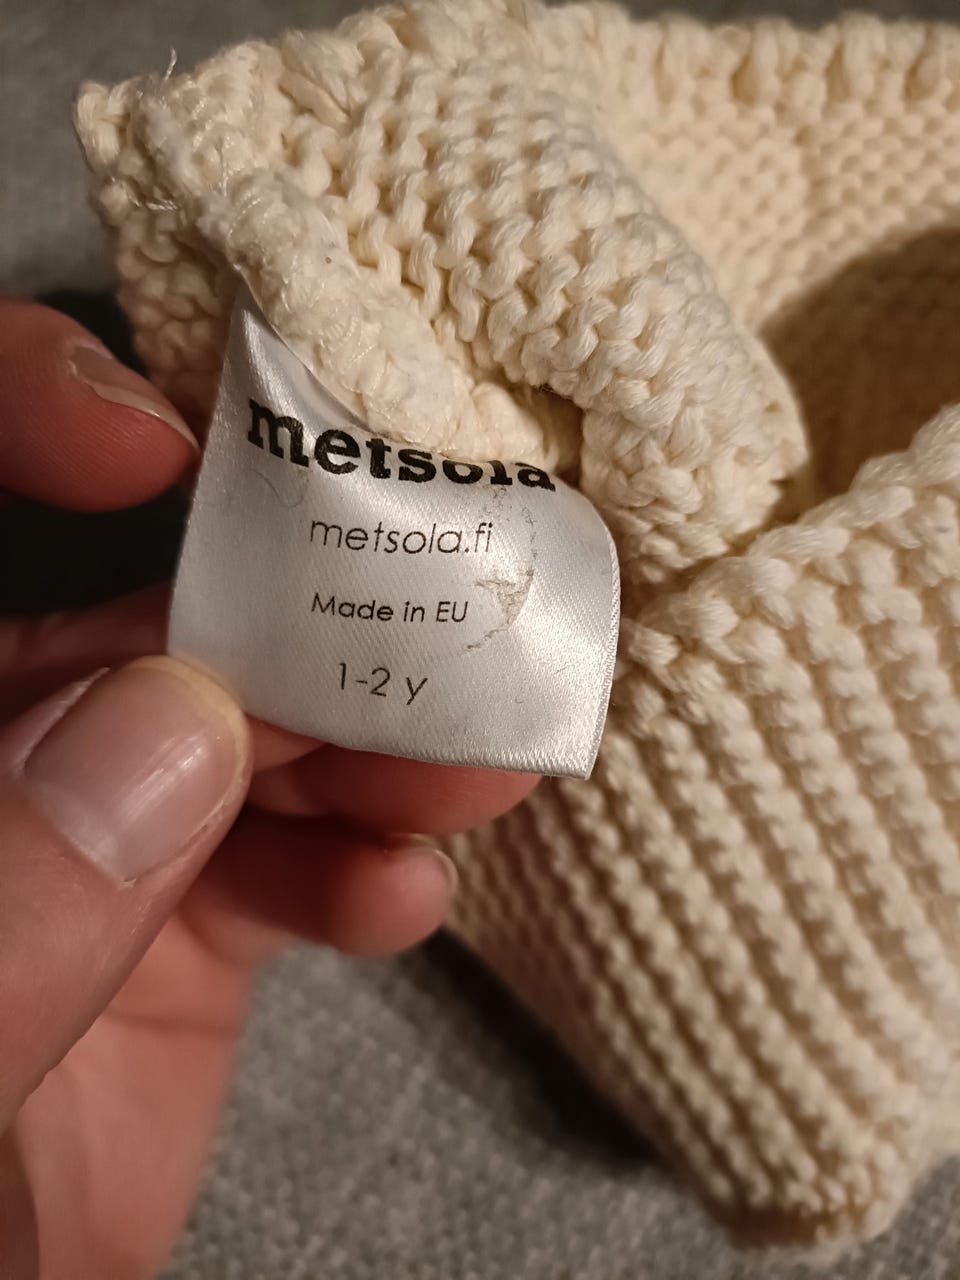 metsola
metsola.fi
Made in EU
1-2 y